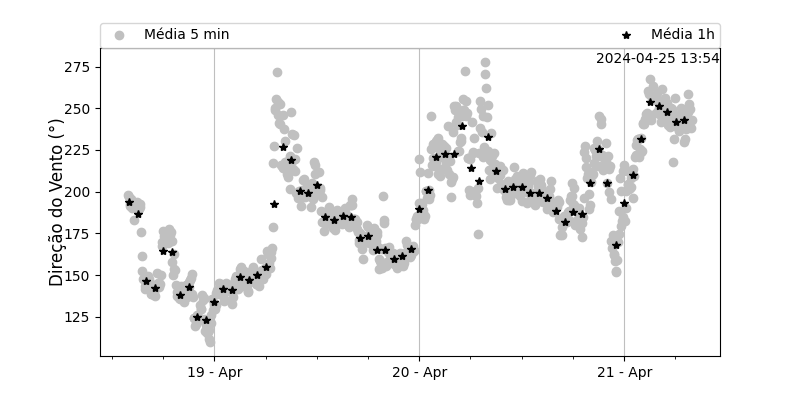 Média 5 min
Média 1h
2024-04-25 13:54
Direção do Vento (°)
275
250
225
200
175
150
125
19 - Apr
20 - Apr
21 - Apr